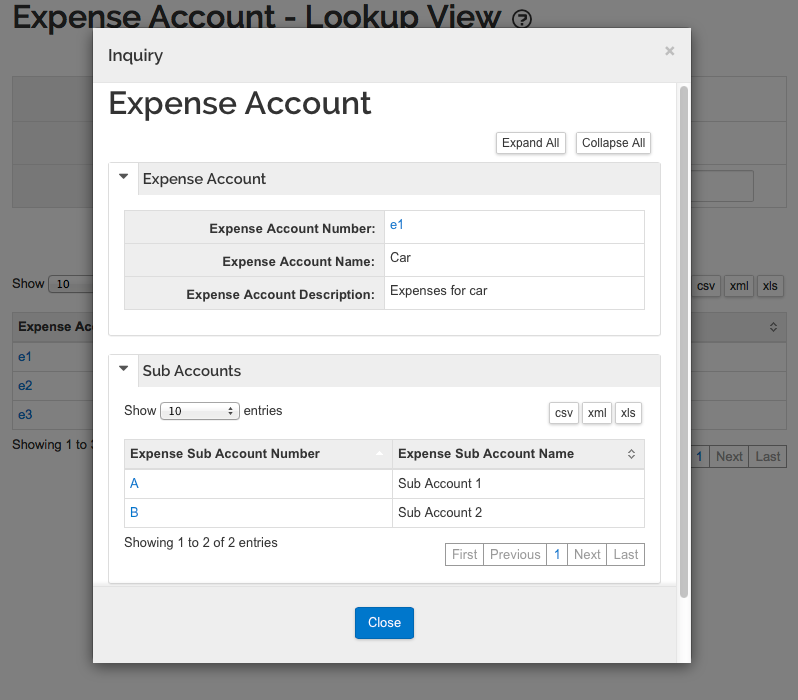 Expense Account - Lookup View ?
Inquiry ×
Expense Account
Expand All Collapse All
Expense Account
Expense Account Number: e1
Expense Account Name: Car
Expense Account Description: Expenses for car
Sub Accounts
Show 10 entries csv xml xls
Expense Sub Account Number Expense Sub Account Name
A Sub Account 1
B Sub Account 2
Showing 1 to 2 of 2 entries
First Previous 1 Next Last
Close
Show 10 csv xml xls
e1
e2
e3
Showing 1 to 1 Next Last